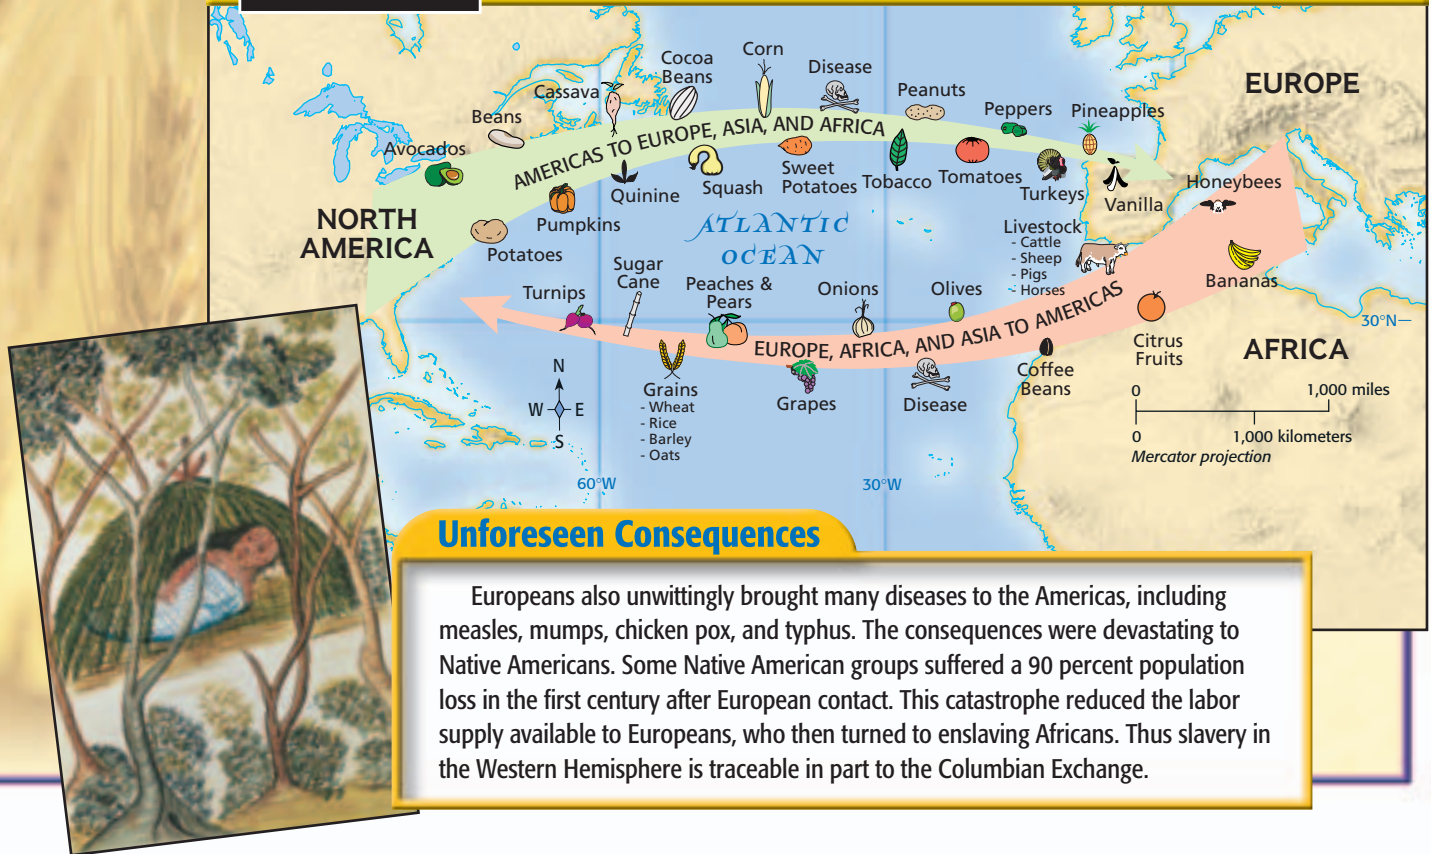 Cocoa
Beans
Corn
Disease
Cassava
Peanuts
Peppers
Pineapples
EUROPE
Beans
Avocados
AMERICAS TO EUROPE, ASIA, AND AFRICA
Quinine
Squash
Sweet
Potatoes
Tobacco
Tomatoes
Turkeys
Vanilla
Honeybees
NORTH
AMERICA
Pumpkins
Potatoes
ATLANTIC
OCEAN
Livestock
- Cattle
- Sheep
- Pigs
- Horses
Bananas
Turnips
Sugar
Cane
Peaches &
Pears
Onions
Olives
EUROPE, AFRICA, AND ASIA TO AMERICAS
Citrus
Fruits
30°N
AFRICA
N
W E
S
Grains
- Wheat
- Rice
- Barley
- Oats
Grapes
Disease
Coffee
Beans
0 1,000 miles
0 1,000 kilometers
Mercator projection
60°W
30°W
Unforeseen Consequences
Europeans also unwittingly brought many diseases to the Americas, including
measles, mumps, chicken pox, and typhus. The consequences were devastating to
Native Americans. Some Native American groups suffered a 90 percent population
loss in the first century after European contact. This catastrophe reduced the labor
supply available to Europeans, who then turned to enslaving Africans. Thus slavery in
the Western Hemisphere is traceable in part to the Columbian Exchange.